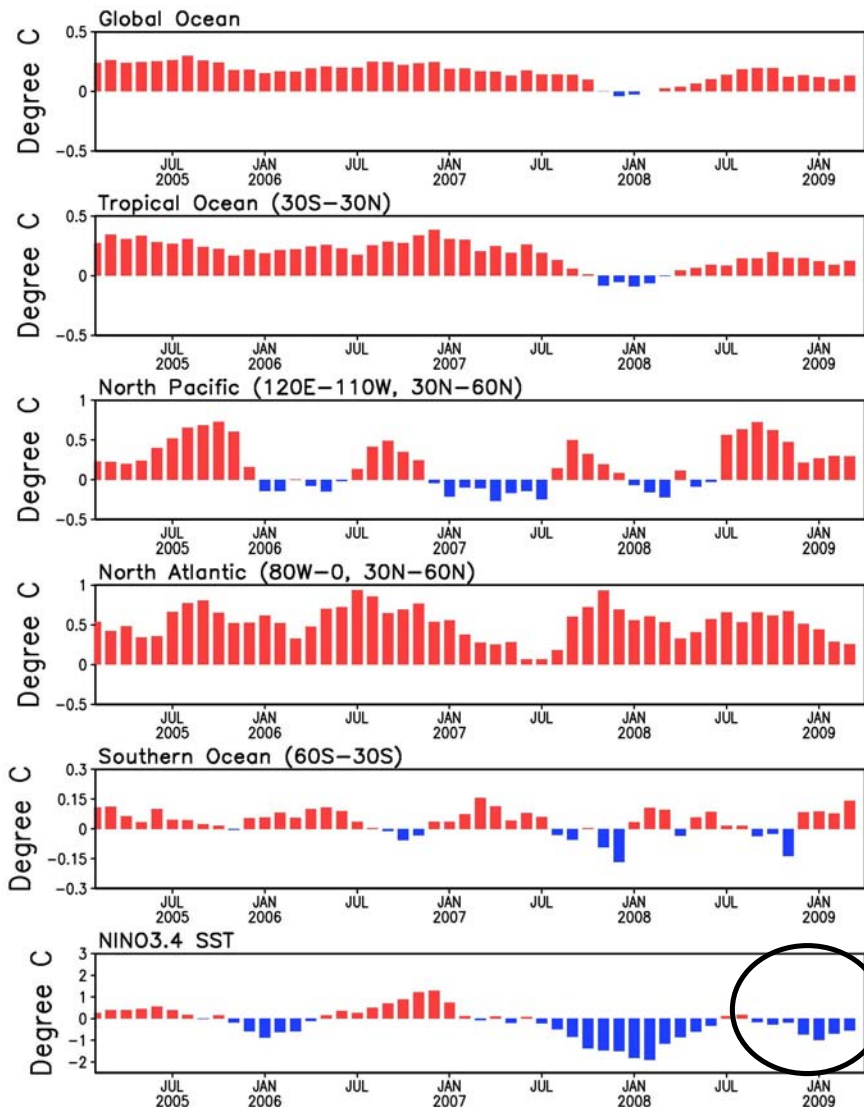 Global Ocean
Degree C
0.5
0
-0.5
JUL JAN JUL JAN JUL JAN JUL JAN
2005 2006 2007 2008 2009
Tropical Ocean (30S-30N)
Degree C
0.5
0
-0.5
JUL JAN JUL JAN JUL JAN JUL JAN
2005 2006 2007 2008 2009
North Pacific (120E-110W, 30N-60N)
Degree C
1
0.5
0
-0.5
JUL JAN JUL JAN JUL JAN JUL JAN
2005 2006 2007 2008 2009
North Atlantic (80W-0, 30N-60N)
Degree C
1
0.5
0
-0.5
JUL JAN JUL JAN JUL JAN JUL JAN
2005 2006 2007 2008 2009
Southern Ocean (60S-30S)
Degree C
0.3
0.15
0
-0.15
-0.3
JUL JAN JUL JAN JUL JAN JUL JAN
2005 2006 2007 2008 2009
NINO3.4 SST
Degree C
3
2
1
0
-1
-2
JUL JAN JUL JAN JUL JAN JUL JAN
2005 2006 2007 2008 2009